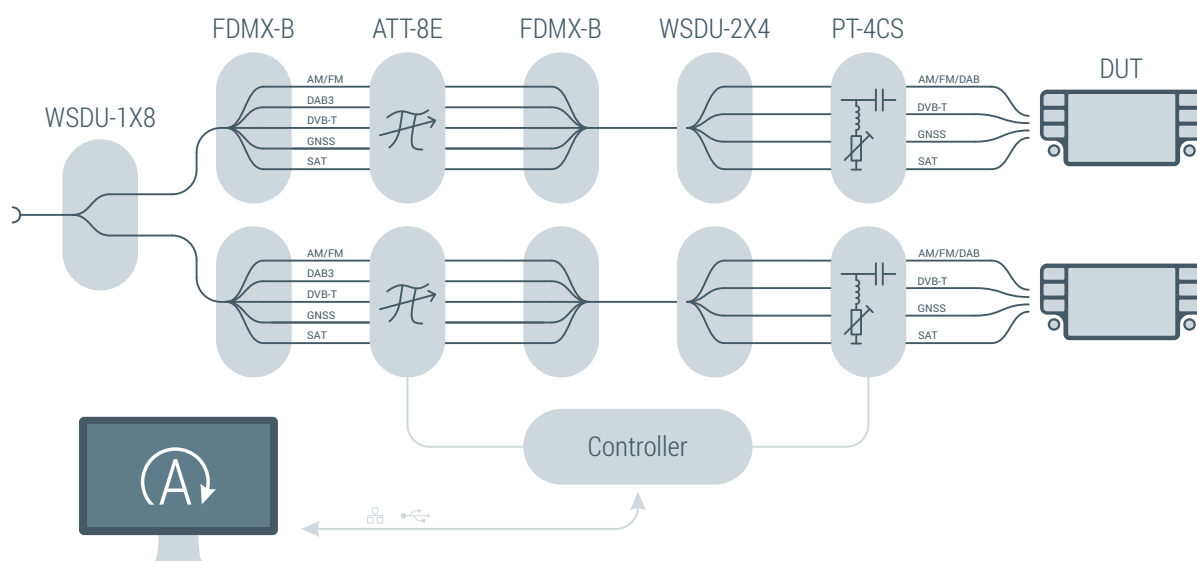 FDMX-B ATT-8E FDMX-B WSDU-2X4 PT-4CS
DUT
WSDU-1X8
AM/FM
DAB3
DVB-T
GNSS
SAT
AM/FM/DAB
DVB-T
GNSS
SAT
AM/FM
DAB3
DVB-T
GNSS
SAT
AM/FM/DAB
DVB-T
GNSS
SAT
Controller
A